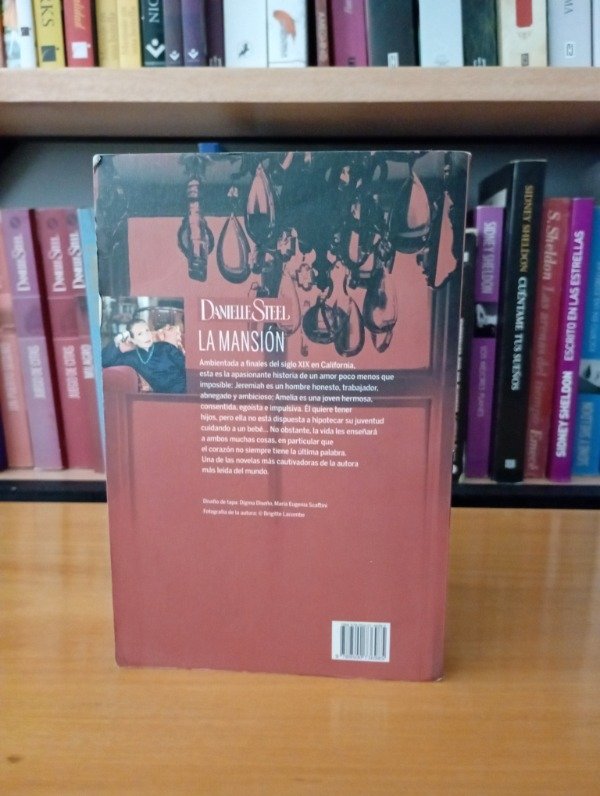 DANIELLE STEEL
LA MANSIÓN
Ambientada a finales del siglo XIX en California,
esta es la apasionante historia de un amor poco menos que
imposible: Jeremiah es un hombre honesto, trabajador,
abnegado y ambicioso; Amelia es una joven hermosa,
consentida, egoísta e impulsiva. Él quiere tener
hijos, pero ella no está dispuesta a hipotecar su juventud
cuidando a un bebé... No obstante, la vida les enseñará
a ambos muchas cosas, en particular que
el corazón no siempre tiene la última palabra.
Una de las novelas más cautivadoras de la autora
más leída del mundo.
Diseño de tapa: Digma Diseño, María Eugenia Scaffini
Fotografía de la autora: © Brigitte Lacombe
DANIELLE STEEL
DANIELLE STEEL
SIDNEY SHELDON
SIDNEY SHELDON CUÉNTAME TUS SUEÑOS
S. Sheldon
SIDNEY SHELDON ESCRITO EN LAS ESTRELLAS